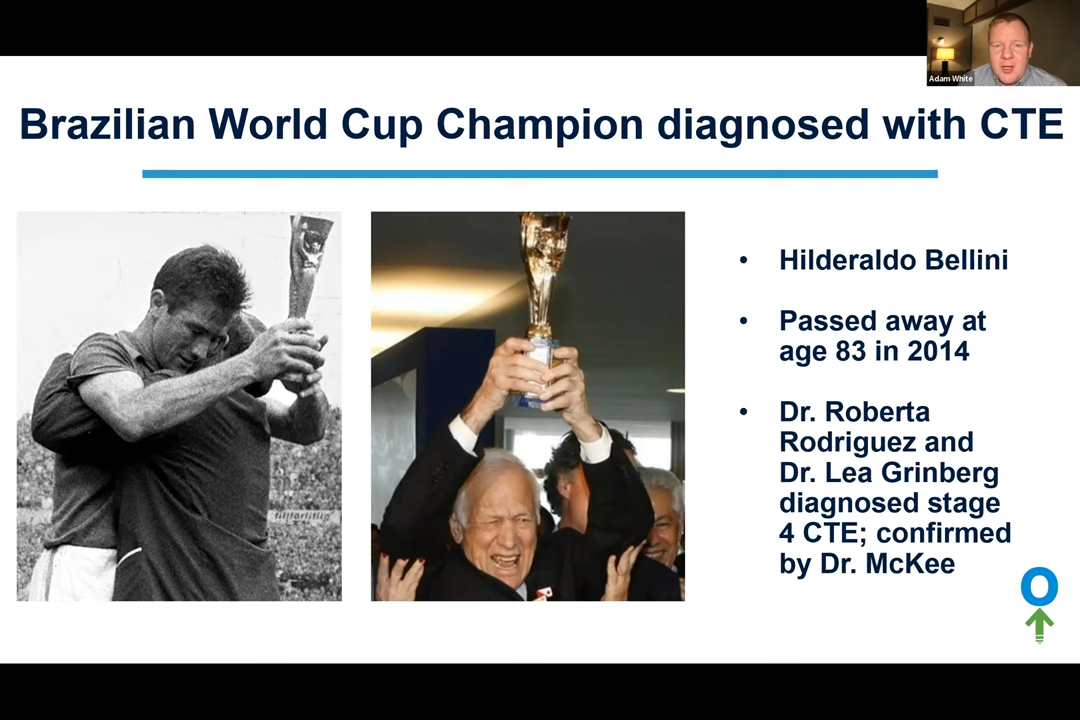 Adam White
Brazilian World Cup Champion diagnosed with CTE
• Hilderaldo Bellini
• Passed away at
age 83 in 2014
• Dr. Roberta
Rodriguez and
Dr. Lea Grinberg
diagnosed stage
4 CTE; confirmed
by Dr. McKee